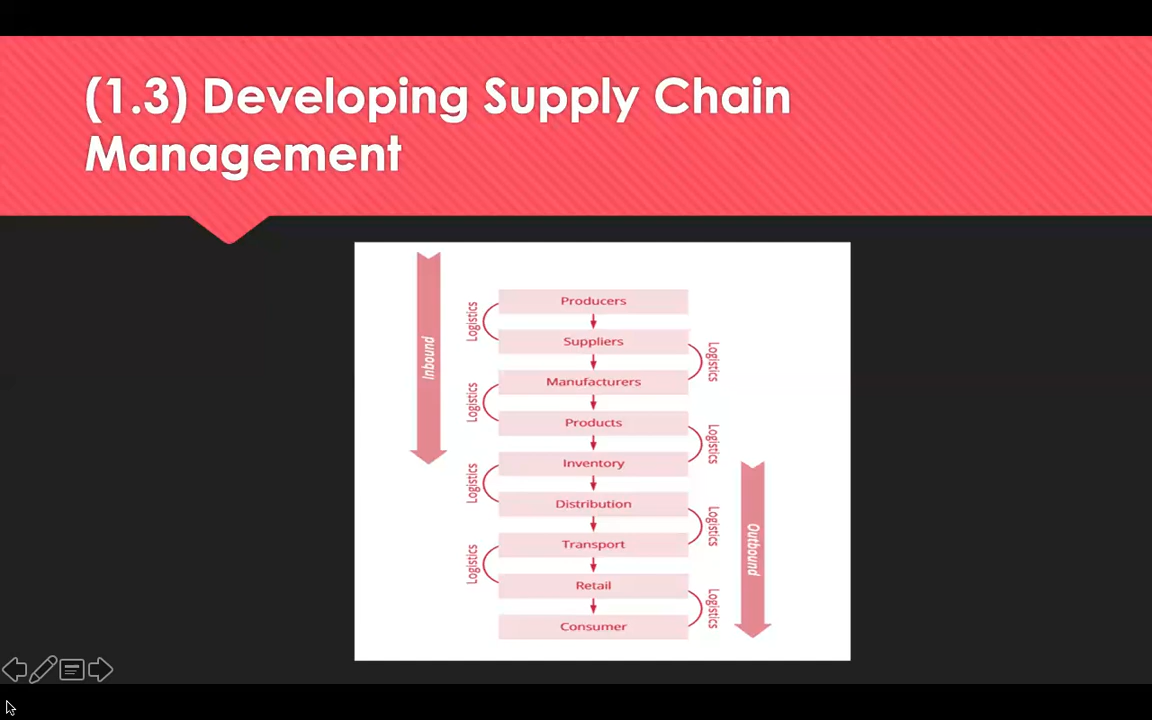 (1.3) Developing Supply Chain
Management
Inbound
Logistics
Producers
Suppliers
Logistics
Manufacturers
Logistics
Products
Logistics
Inventory
Logistics
Distribution
Logistics
Transport
Outbound
Logistics
Retail
Logistics
Consumer